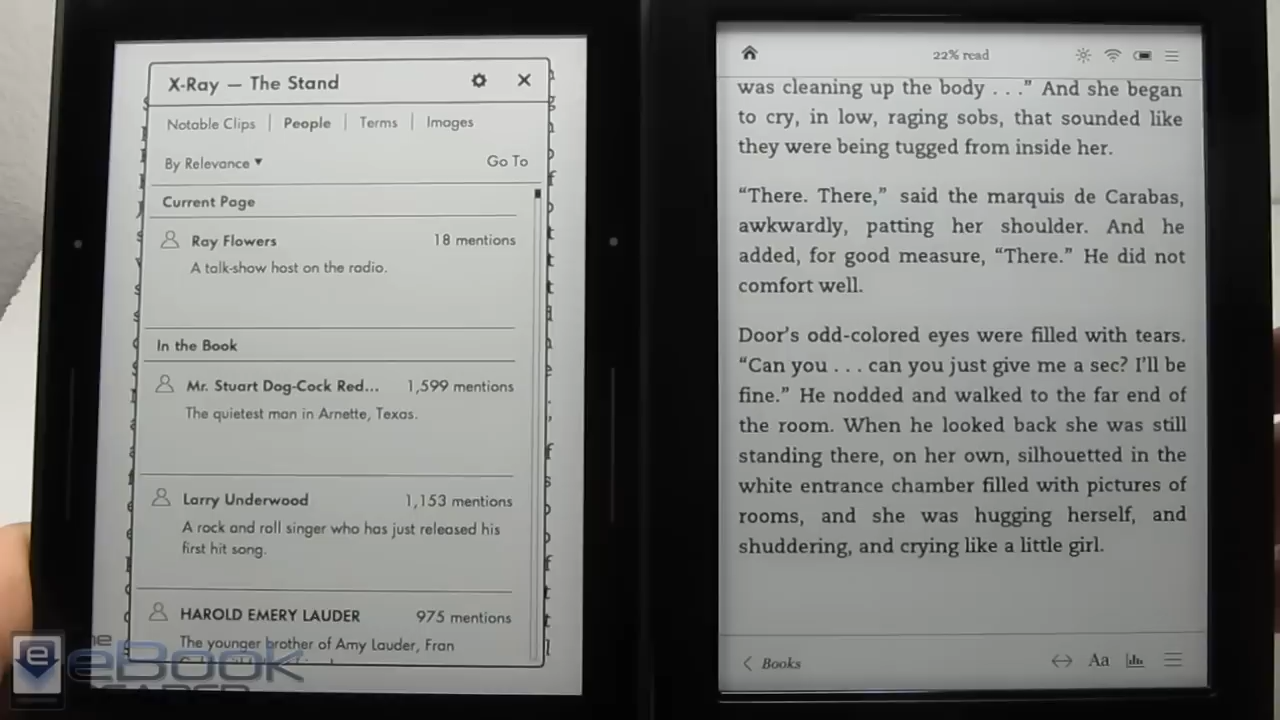 X-Ray — The Stand
Notable Clips | People | Terms | Images
By Relevance Go To
Current Page
Ray Flowers 18 mentions
A talk-show host on the radio.
In the Book
Mr. Stuart Dog-Cock Red... 1,599 mentions
The quietest man in Arnette, Texas.
Larry Underwood 1,153 mentions
A rock and roll singer who has just released his
first hit song.
HAROLD EMERY LAUDER 975 mentions
The younger brother of Amy Lauder, Fran
22% read
was cleaning up the body . . .” And she began
to cry, in low, raging sobs, that sounded like
they were being tugged from inside her.
“There. There,” said the marquis de Carabas,
awkwardly, patting her shoulder. And he
added, for good measure, “There.” He did not
comfort well.
Door’s odd-colored eyes were filled with tears.
“Can you . . . can you just give me a sec? I’ll be
fine.” He nodded and walked to the far end of
the room. When he looked back she was still
standing there, on her own, silhouetted in the
white entrance chamber filled with pictures of
rooms, and she was hugging herself, and
shuddering, and crying like a little girl.
Books Aa
e THE
eBook
READER